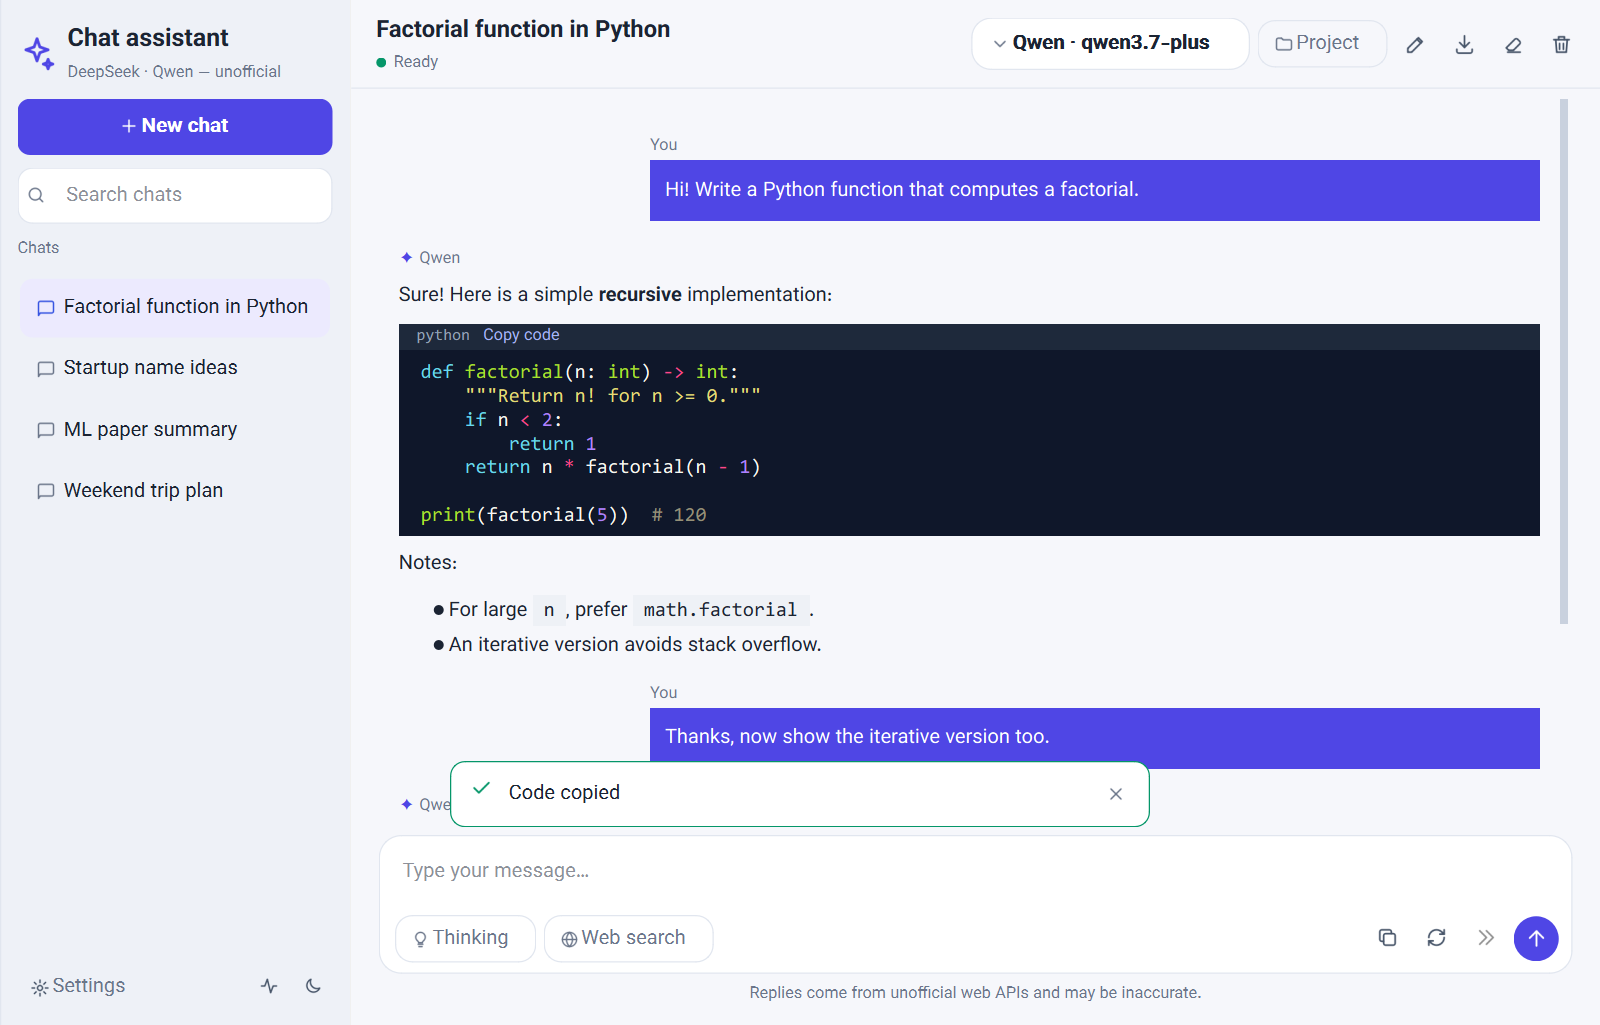 Chat assistant
DeepSeek · Qwen — unofficial
+ New chat
Search chats
Chats
Factorial function in Python
Startup name ideas
ML paper summary
Weekend trip plan
Settings
Factorial function in Python
Ready
Qwen · qwen3.7-plus
Project
You
Hi! Write a Python function that computes a factorial.
Qwen
Sure! Here is a simple recursive implementation:
python Copy code
def factorial(n: int) -> int:
    """Return n! for n >= 0."""
    if n < 2:
        return 1
    return n * factorial(n - 1)
print(factorial(5))  # 120
Notes:
● For large n, prefer math.factorial.
● An iterative version avoids stack overflow.
You
Thanks, now show the iterative version too.
Qwe
Code copied
Type your message...
Thinking
Web search
Replies come from unofficial web APIs and may be inaccurate.